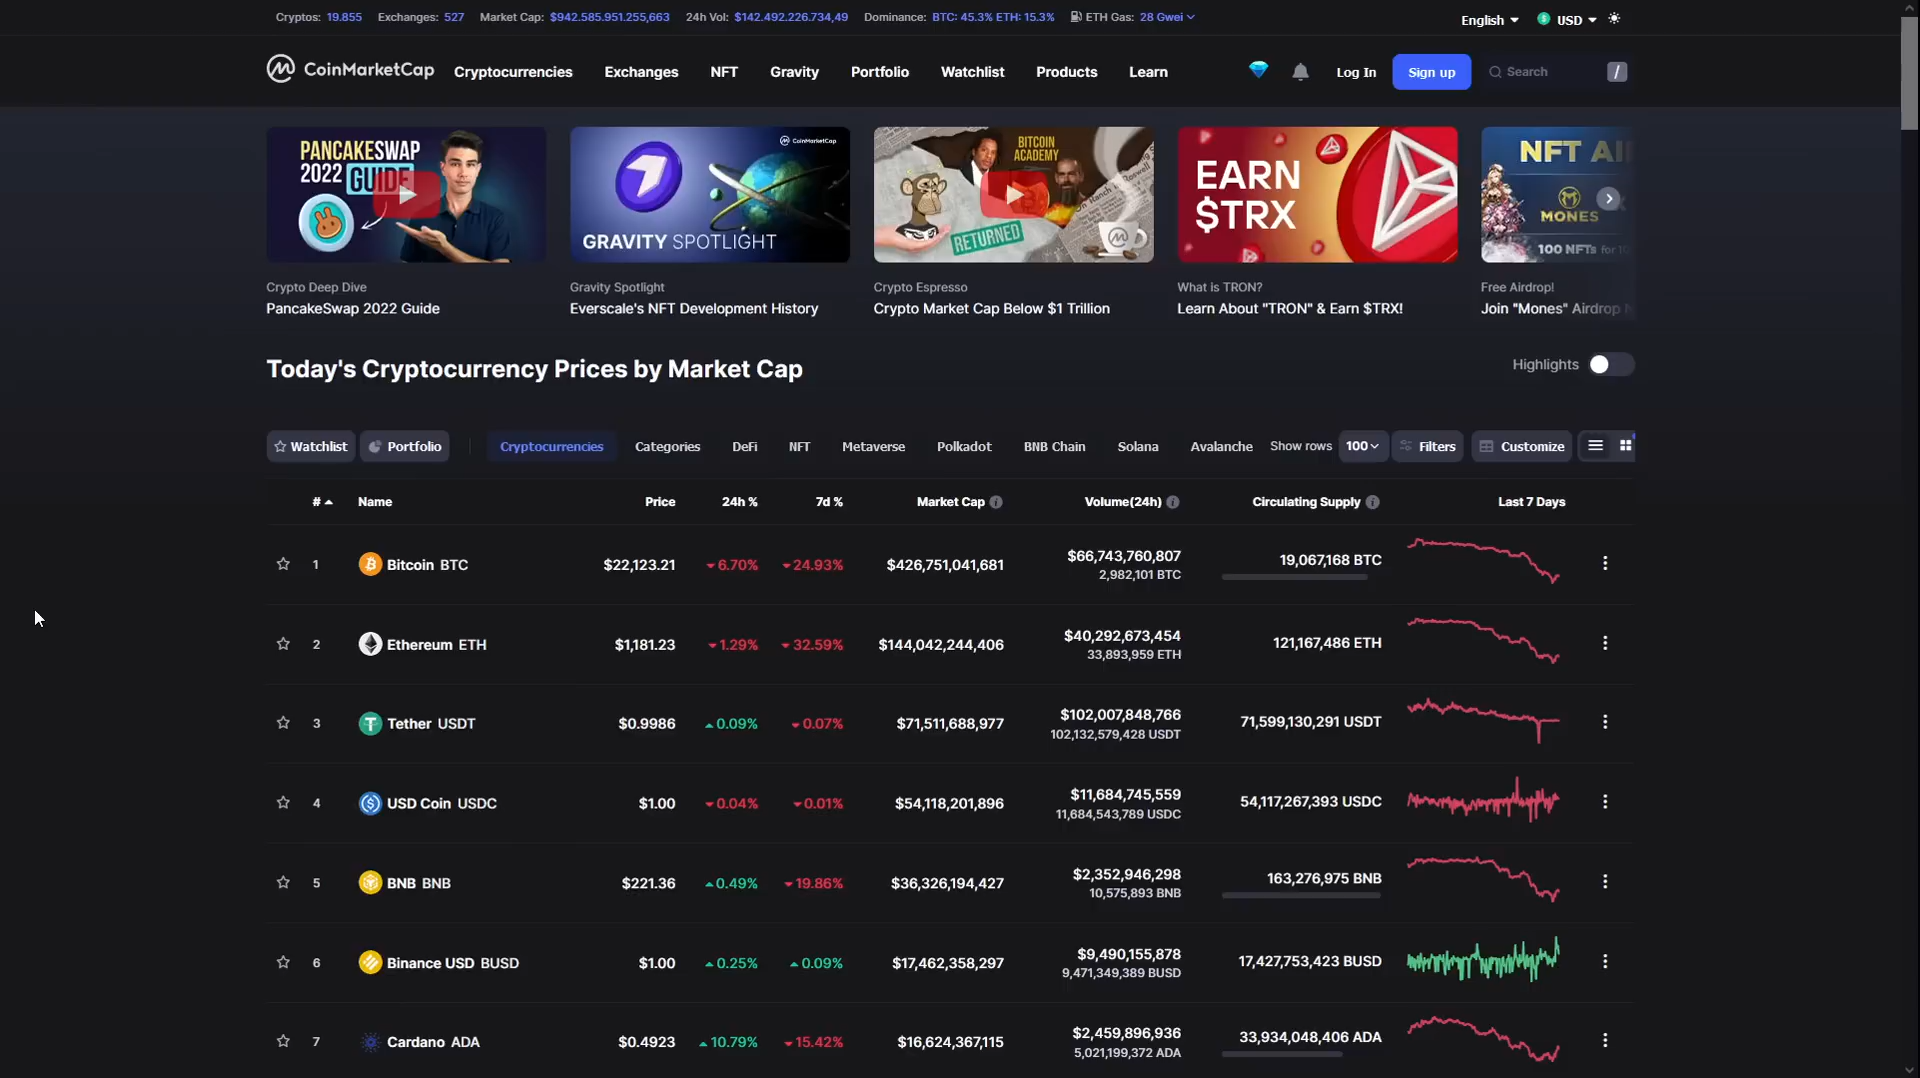 Cryptos: 19.855 Exchanges: 527 Market Cap: $942.585.951.255,663 24h Vol: $142.492.226.734,49 Dominance: BTC: 45.3% ETH: 15.3% ETH Gas: 28 Gwei English USD
CoinMarketCap Cryptocurrencies Exchanges NFT Gravity Portfolio Watchlist Products Learn Log In Sign up Search /
PANCAKESWAP
2022 GUIDE
CoinMarketCap
GRAVITY SPOTLIGHT
BITCOIN
ACADEMY
RETURNED
EARN
$TRX
NFT AI
MONES
100 NFTs for 10
Crypto Deep Dive
PancakeSwap 2022 Guide
Gravity Spotlight
Everscale's NFT Development History
Crypto Espresso
Crypto Market Cap Below $1 Trillion
What is TRON?
Learn About "TRON" & Earn $TRX!
Free Airdrop!
Join "Mones" Airdrop
Today's Cryptocurrency Prices by Market Cap
Highlights
Watchlist Portfolio Cryptocurrencies Categories DeFi NFT Metaverse Polkadot BNB Chain Solana Avalanche Show rows 100 Filters Customize
# Name Price 24h % 7d % Market Cap Volume(24h) Circulating Supply Last 7 Days
1 Bitcoin BTC $22,123.21 6.70% 24.93% $426,751,041,681 $66,743,760,807 19,067,168 BTC
2,982,101 BTC
2 Ethereum ETH $1,181.23 1.29% 32.59% $144,042,244,406 $40,292,673,454 121,167,486 ETH
33,893,959 ETH
3 Tether USDT $0.9986 0.09% 0.07% $71,511,688,977 $102,007,848,766 71,599,130,291 USDT
102,132,579,428 USDT
4 USD Coin USDC $1.00 0.04% 0.01% $54,118,201,896 $11,684,745,559 54,117,267,393 USDC
11,684,543,789 USDC
5 BNB BNB $221.36 0.49% 19.86% $36,326,194,427 $2,352,946,298 163,276,975 BNB
10,575,893 BNB
6 Binance USD BUSD $1.00 0.25% 0.09% $17,462,358,297 $9,490,155,878 17,427,753,423 BUSD
9,471,349,389 BUSD
7 Cardano ADA $0.4923 10.79% 15.42% $16,624,367,115 $2,459,896,936 33,934,048,406 ADA
5,021,199,372 ADA